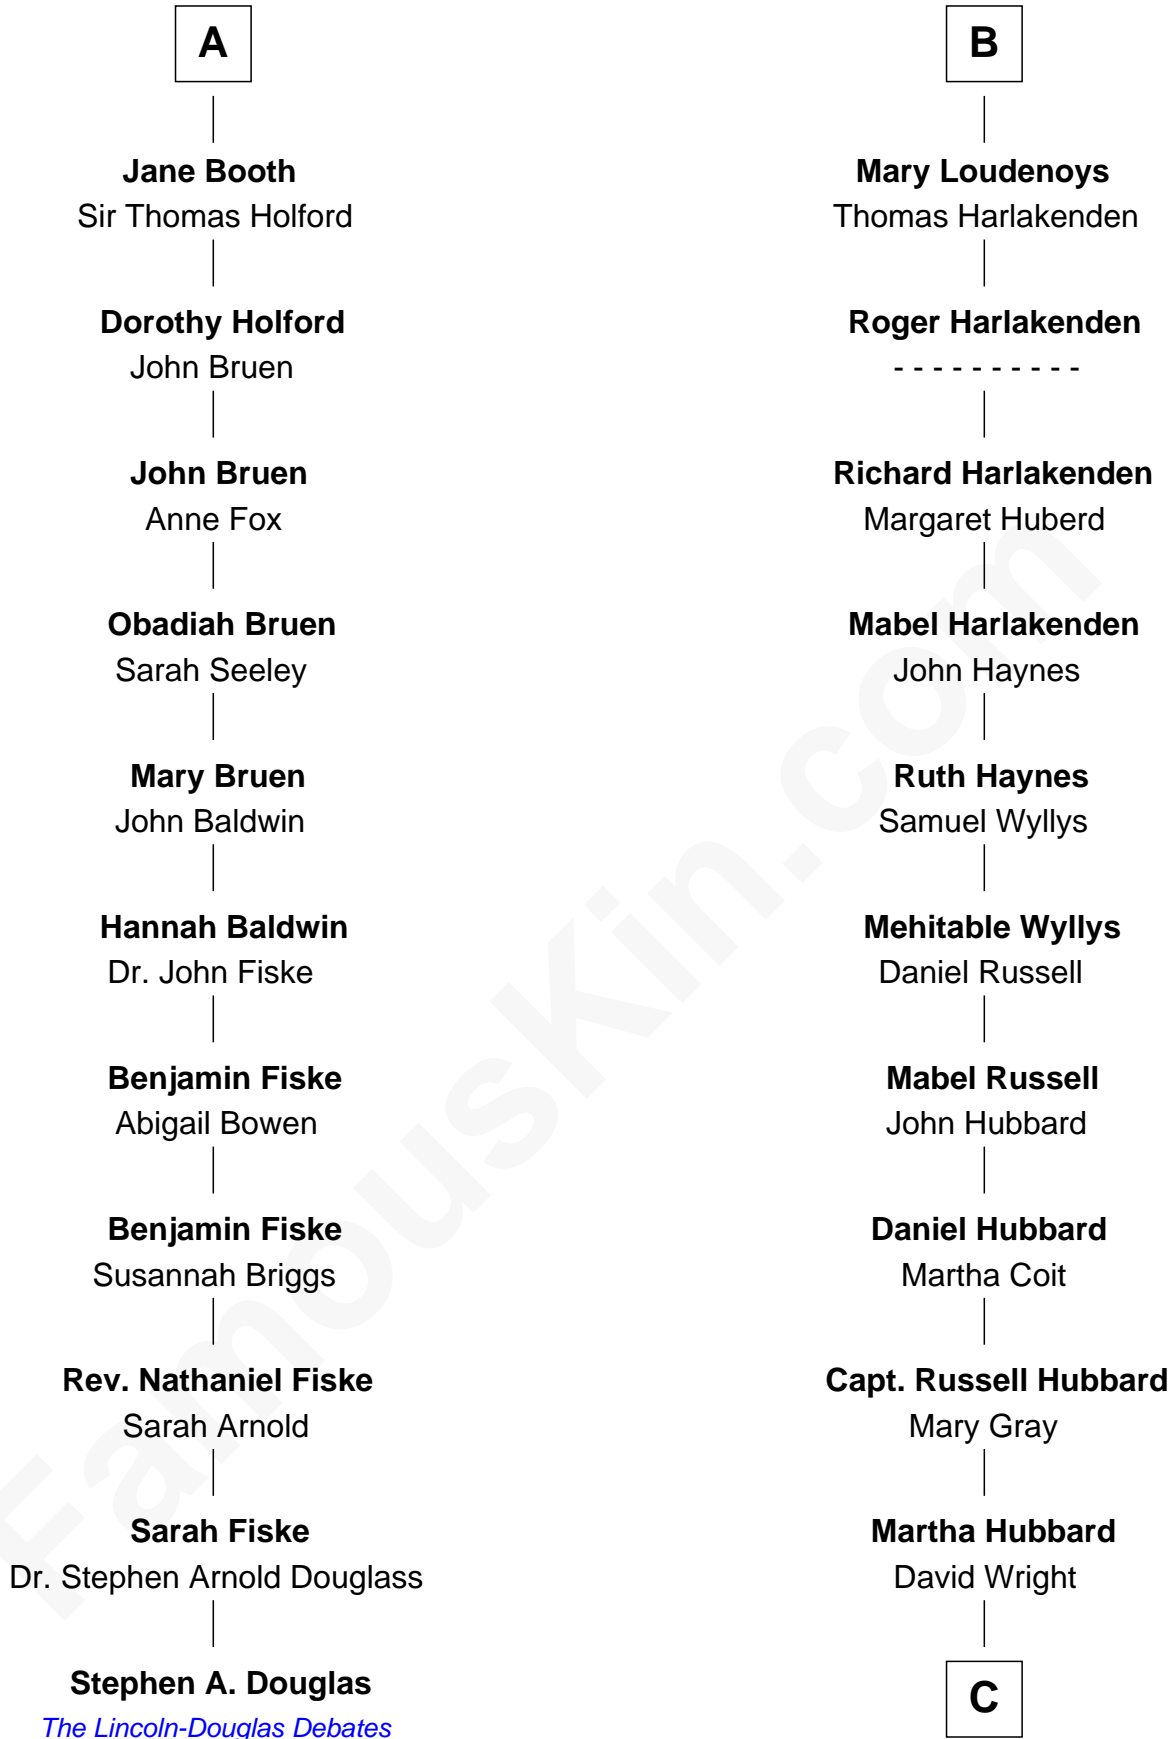 A
Jane Booth
Sir Thomas Holford
Dorothy Holford
John Bruen
John Bruen
Anne Fox
Obadiah Bruen
Sarah Seeley
Mary Bruen
John Baldwin
Hannah Baldwin
Dr. John Fiske
Benjamin Fiske
Abigail Bowen
Benjamin Fiske
Susannah Briggs
Rev. Nathaniel Fiske
Sarah Arnold
Sarah Fiske
Dr. Stephen Arnold Douglass
Stephen A. Douglas
The Lincoln-Douglas Debates
B
Mary Loudenoys
Thomas Harlakenden
Roger Harlakenden
- - - - - - - - - -
Richard Harlakenden
Margaret Huberd
Mabel Harlakenden
John Haynes
Ruth Haynes
Samuel Wyllys
Mehitable Wyllys
Daniel Russell
Mabel Russell
John Hubbard
Daniel Hubbard
Martha Coit
Capt. Russell Hubbard
Mary Gray
Martha Hubbard
David Wright
C
FamousKin.com